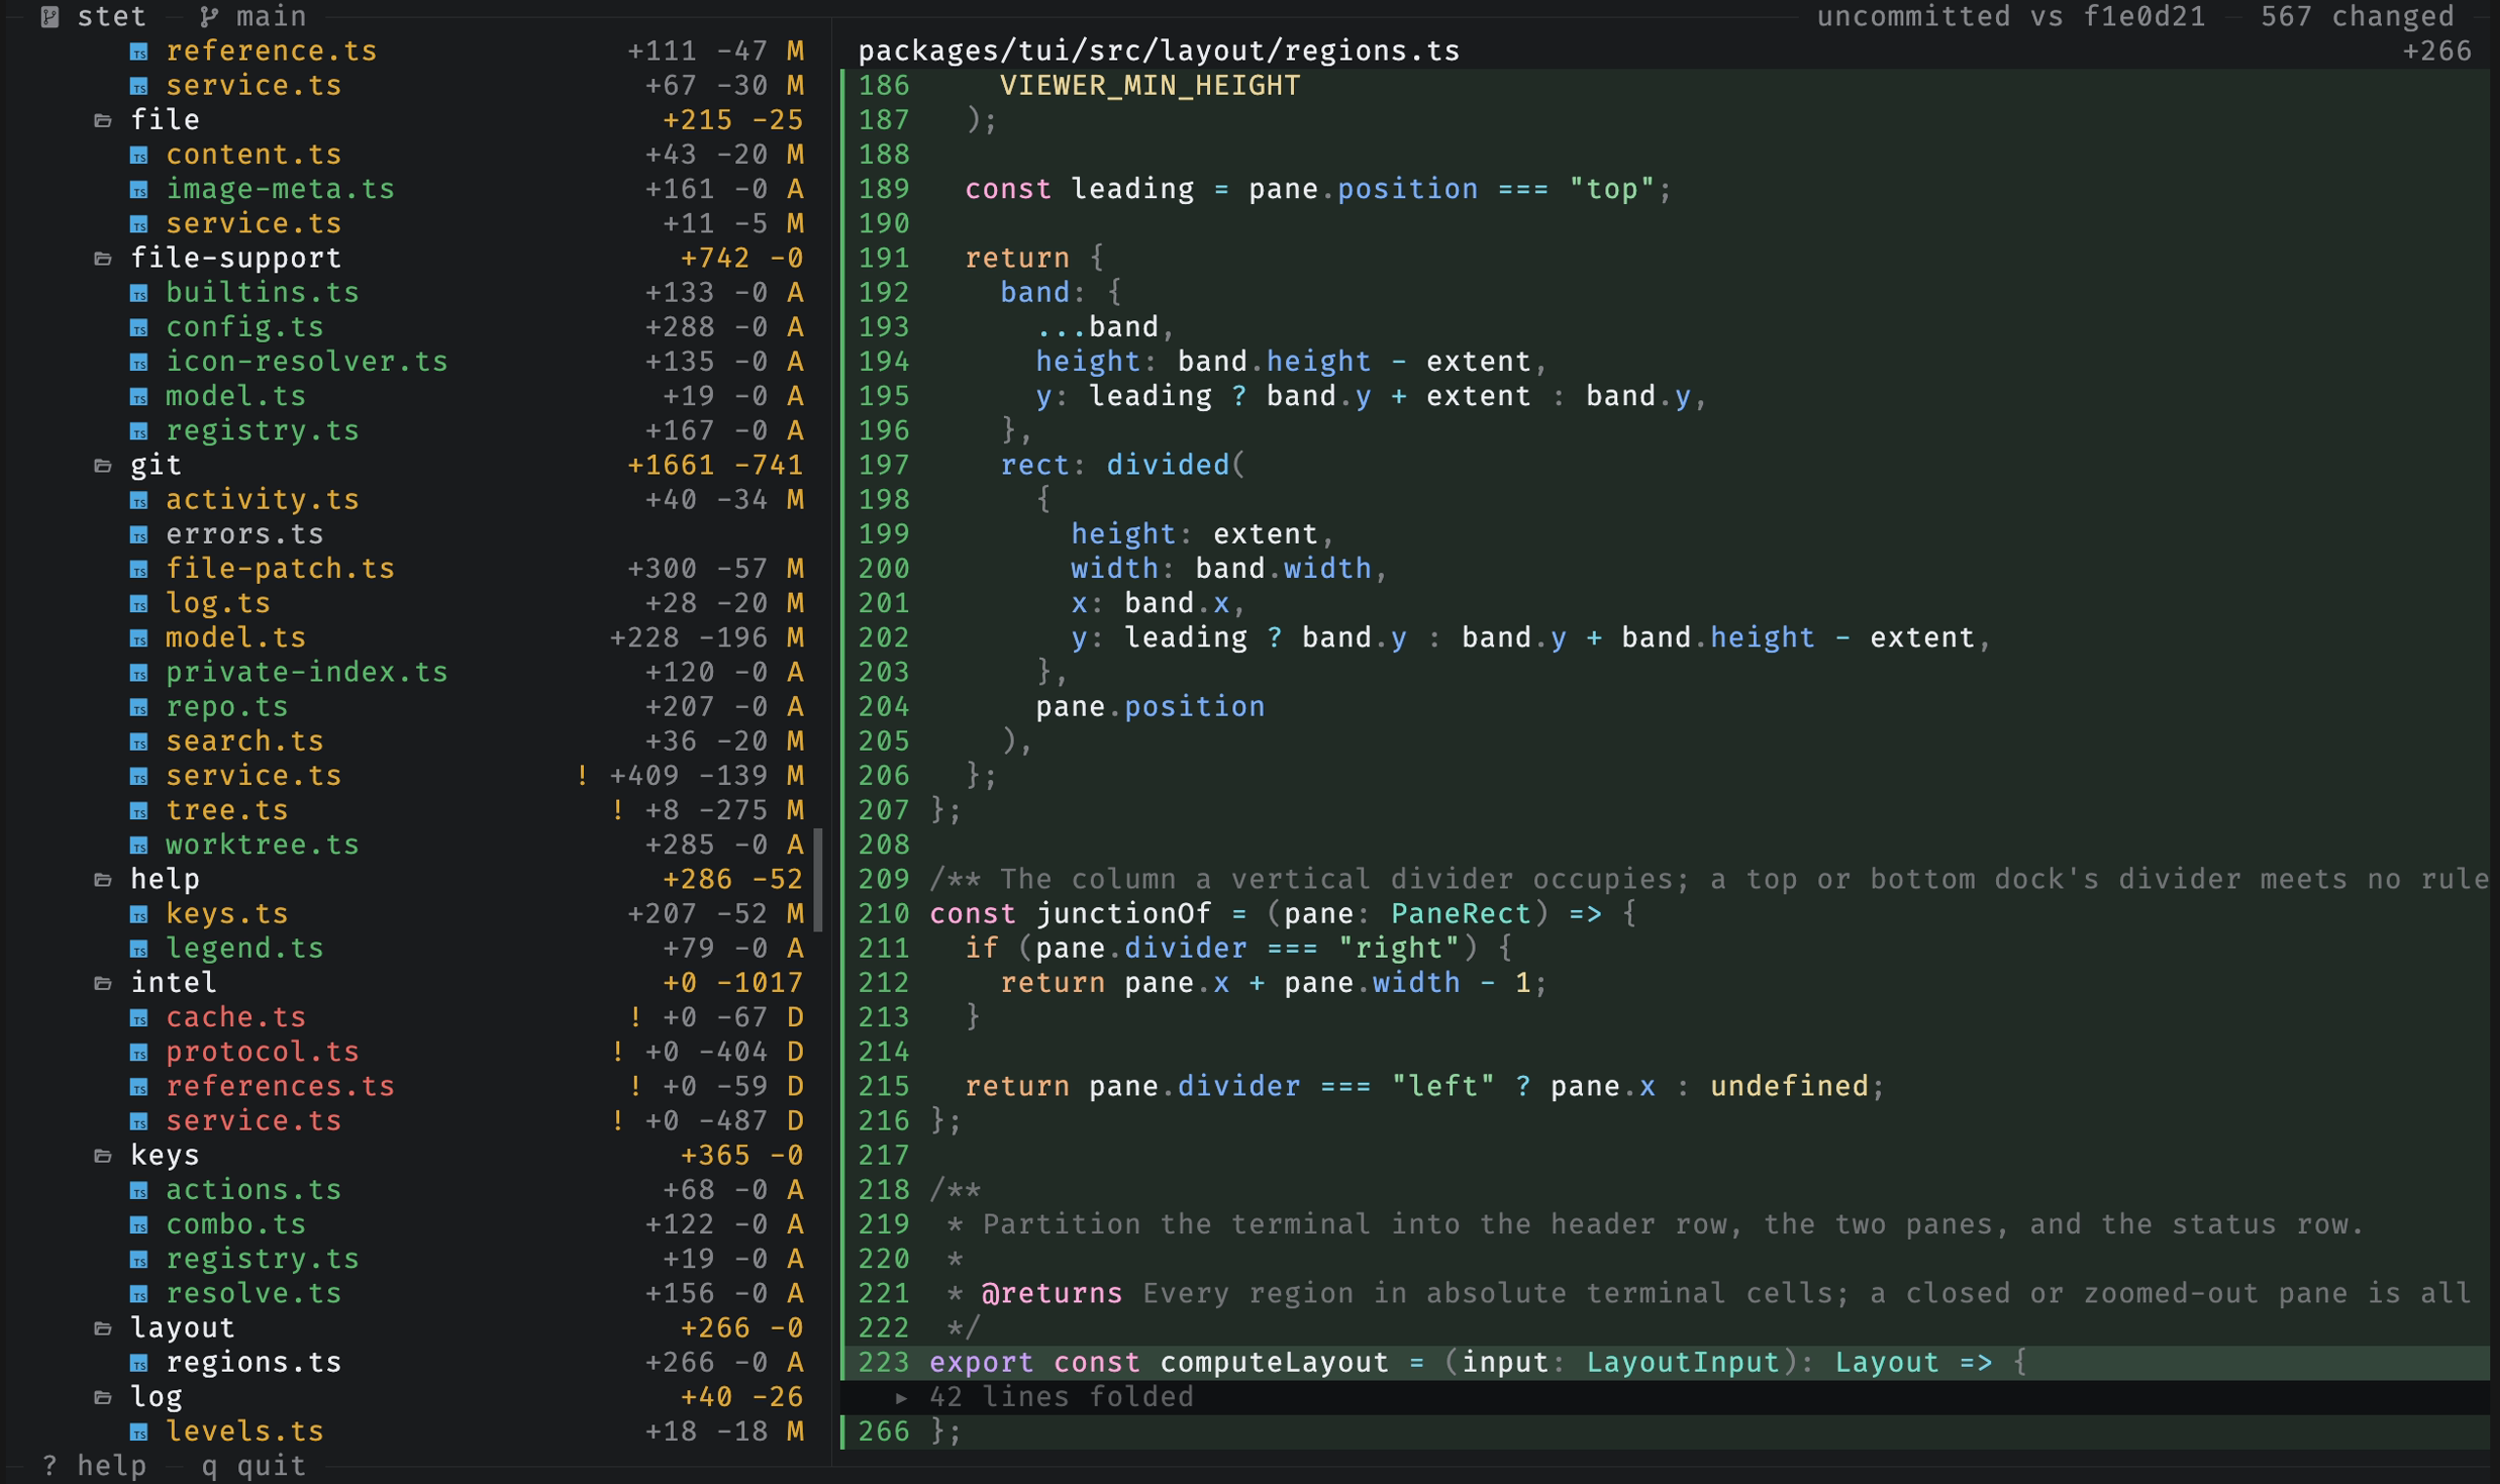 stet main uncommitted vs f1e0d21 567 changed
reference.ts +111 -47 M
service.ts +67 -30 M
file +215 -25
content.ts +43 -20 M
image-meta.ts +161 -0 A
service.ts +11 -5 M
file-support +742 -0
builtins.ts +133 -0 A
config.ts +288 -0 A
icon-resolver.ts +135 -0 A
model.ts +19 -0 A
registry.ts +167 -0 A
git +1661 -741
activity.ts +40 -34 M
errors.ts
file-patch.ts +300 -57 M
log.ts +28 -20 M
model.ts +228 -196 M
private-index.ts +120 -0 A
repo.ts +207 -0 A
search.ts +36 -20 M
service.ts ! +409 -139 M
tree.ts ! +8 -275 M
worktree.ts +285 -0 A
help +286 -52
keys.ts +207 -52 M
legend.ts +79 -0 A
intel +0 -1017
cache.ts ! +0 -67 D
protocol.ts ! +0 -404 D
references.ts ! +0 -59 D
service.ts ! +0 -487 D
keys +365 -0
actions.ts +68 -0 A
combo.ts +122 -0 A
registry.ts +19 -0 A
resolve.ts +156 -0 A
layout +266 -0
regions.ts +266 -0 A
log +40 -26
levels.ts +18 -18 M
? help q quit
packages/tui/src/layout/regions.ts +266
186     VIEWER_MIN_HEIGHT
187   );
188
189   const leading = pane.position === "top";
190
191   return {
192     band: {
193       ...band,
194       height: band.height - extent,
195       y: leading ? band.y + extent : band.y,
196     },
197     rect: divided(
198       {
199         height: extent,
200         width: band.width,
201         x: band.x,
202         y: leading ? band.y : band.y + band.height - extent,
203       },
204       pane.position
205     ),
206   };
207 };
208
209 /** The column a vertical divider occupies; a top or bottom dock's divider meets no rule
210 const junctionOf = (pane: PaneRect) => {
211   if (pane.divider === "right") {
212     return pane.x + pane.width - 1;
213   }
214
215   return pane.divider === "left" ? pane.x : undefined;
216 };
217
218 /**
219  * Partition the terminal into the header row, the two panes, and the status row.
220  *
221  * @returns Every region in absolute terminal cells; a closed or zoomed-out pane is all
222  */
223 export const computeLayout = (input: LayoutInput): Layout => {
42 lines folded
266 };